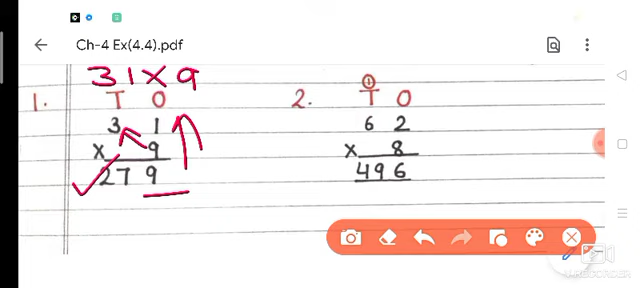 Ch-4 Ex(4.4).pdf
31 x 9
1. T O
3 1
x 9
279
2. ① T O
6 2
x 8
496